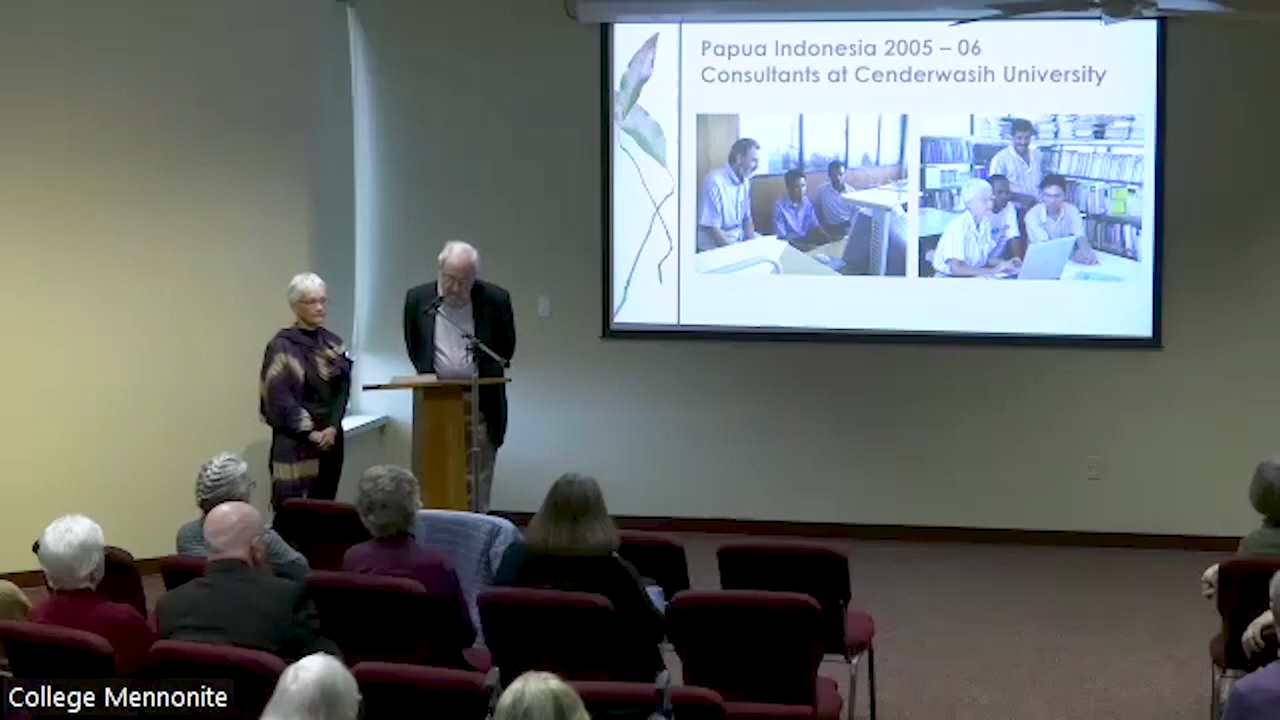 Papua Indonesia 2005 – 06
Consultants at Cenderwasih University
College Mennonite